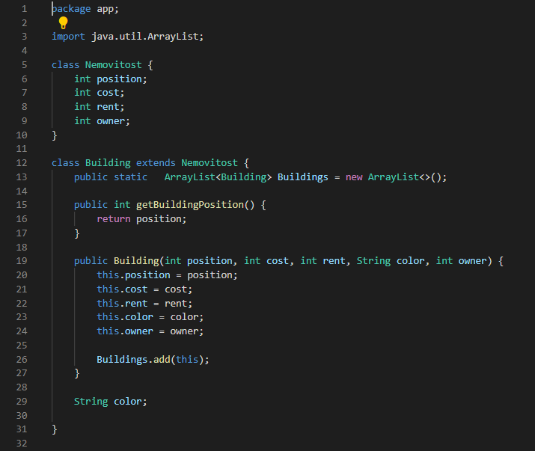 1 package app;
2
3 import java.util.ArrayList;
4
5 class Nemovitost {
6     int position;
7     int cost;
8     int rent;
9     int owner;
10 }
11
12 class Building extends Nemovitost {
13     public static   ArrayList<Building> Buildings = new ArrayList<>();
14
15     public int getBuildingPosition() {
16         return position;
17     }
18
19     public Building(int position, int cost, int rent, String color, int owner) {
20         this.position = position;
21         this.cost = cost;
22         this.rent = rent;
23         this.color = color;
24         this.owner = owner;
25
26         Buildings.add(this);
27     }
28
29     String color;
30
31 }
32